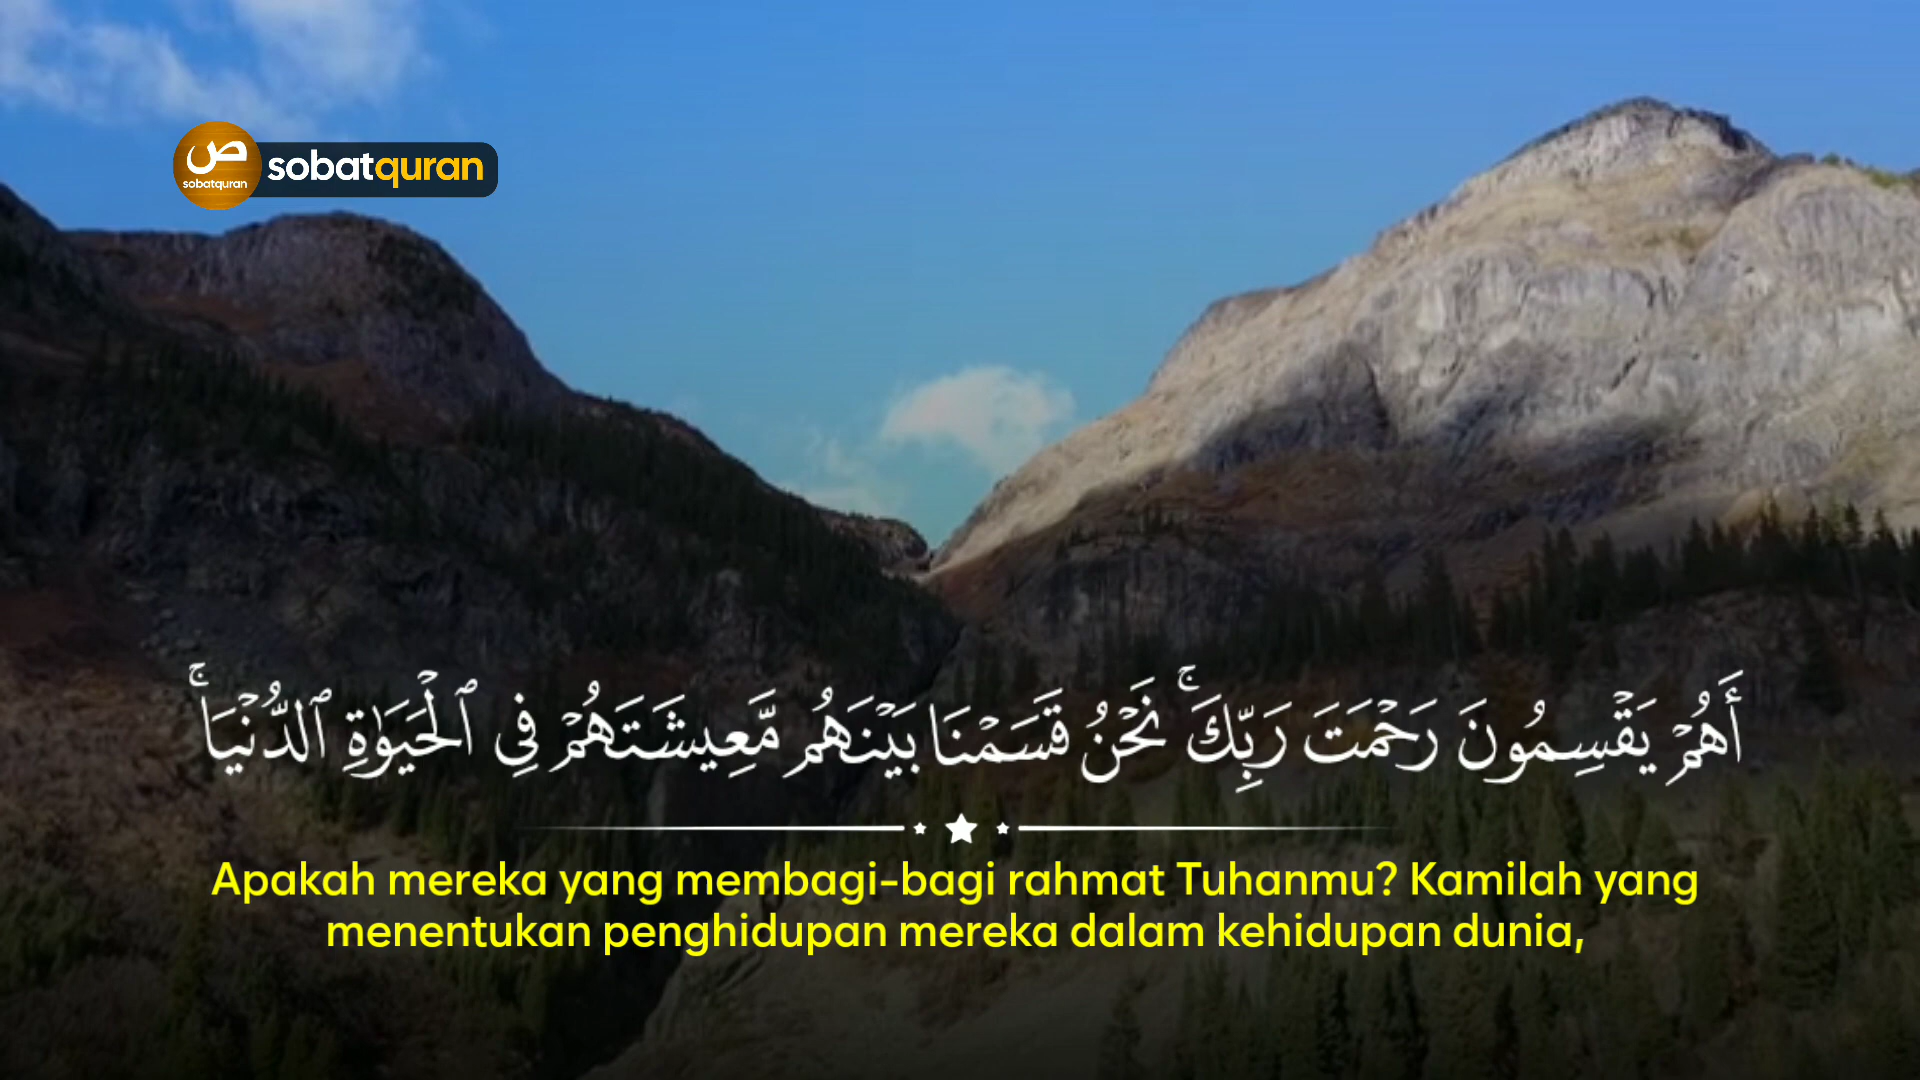 ص
sobatquran
sobatquran
أَهُمْ يَقْسِمُونَ رَحْمَتَ رَبِّكَ ۚ نَحْنُ قَسَمْنَا بَيْنَهُم مَّعِيشَتَهُمْ فِى ٱلْحَيَوٰةِ ٱلدُّنْيَا ۚ
Apakah mereka yang membagi-bagi rahmat Tuhanmu? Kamilah yang
menentukan penghidupan mereka dalam kehidupan dunia,